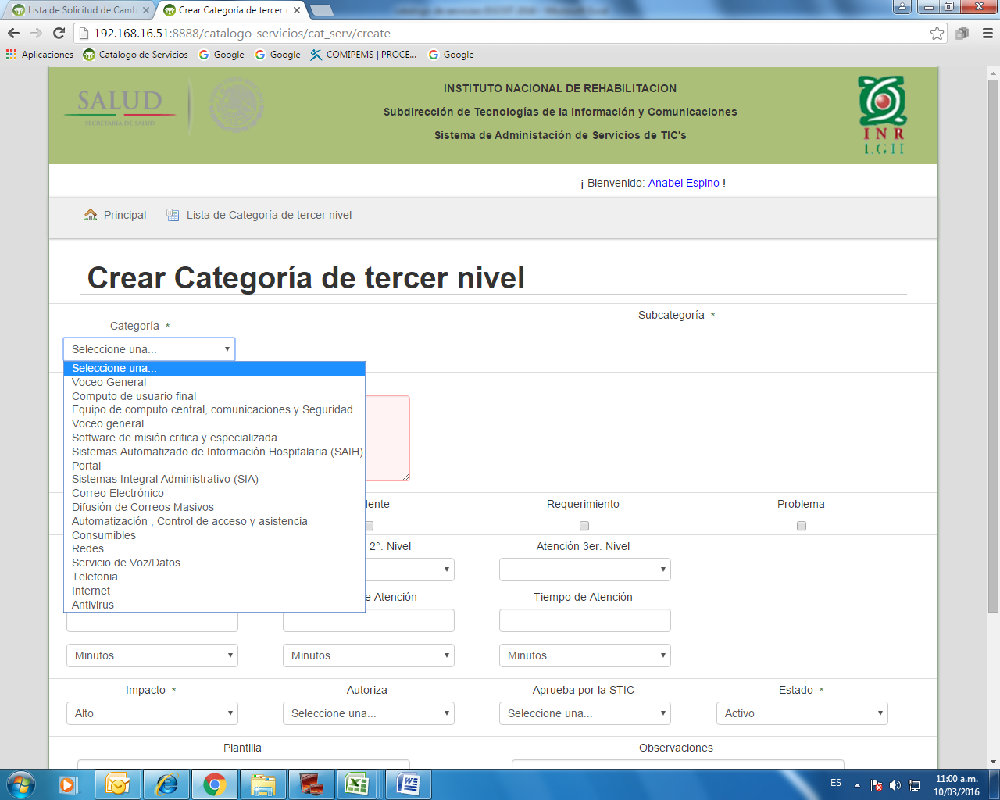 Lista de Solicitud de Camb
Crear Categoría de tercer
192.168.16.51:8888/catalogo-servicios/cat_serv/create
Aplicaciones
Catálogo de Servicios
Google
Google
COMIPEMS | PROCE...
Google
SALUD
SECRETARÍA DE SALUD
INSTITUTO NACIONAL DE REHABILITACION
Subdirección de Tecnologías de la Información y Comunicaciones
Sistema de Administación de Servicios de TIC's
INR
LGII
¡ Bienvenido: Anabel Espino !
Principal
Lista de Categoría de tercer nivel
Crear Categoría de tercer nivel
Categoría *
Subcategoría *
Seleccione una...
Seleccione una...
Voceo General
Computo de usuario final
Equipo de computo central, comunicaciones y Seguridad
Voceo general
Software de misión critica y especializada
Sistemas Automatizado de Información Hospitalaria (SAIH)
Portal
Sistemas Integral Administrativo (SIA)
Correo Electrónico
Difusión de Correos Masivos
Automatización , Control de acceso y asistencia
Consumibles
Redes
Servicio de Voz/Datos
Telefonia
Internet
Antivirus
dente
Requerimiento
Problema
2°. Nivel
Atención 3er. Nivel
e Atención
Tiempo de Atención
Minutos
Minutos
Minutos
Impacto *
Autoriza
Aprueba por la STIC
Estado *
Alto
Seleccione una...
Seleccione una...
Activo
Plantilla
Observaciones
ES
11:00 a.m.
10/03/2016